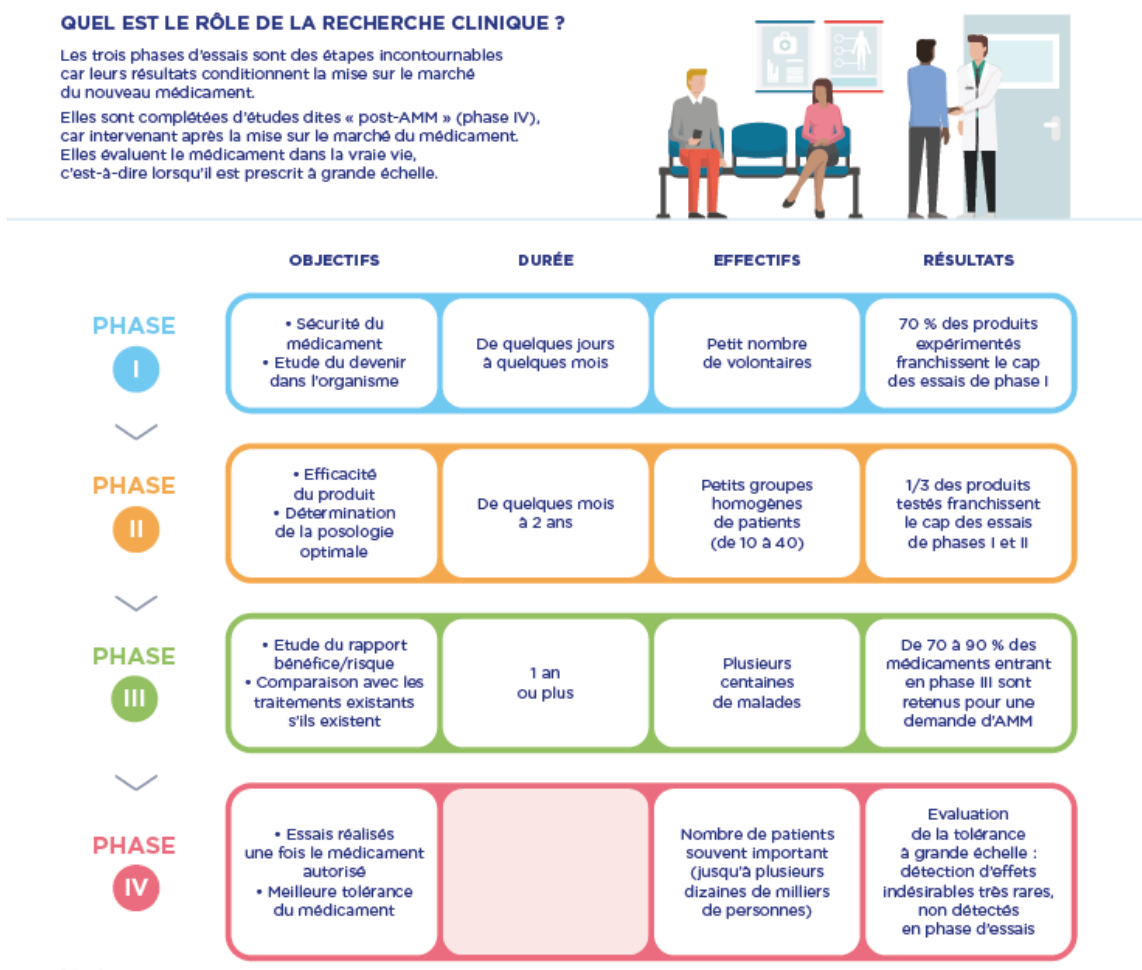 QUEL EST LE RÔLE DE LA RECHERCHE CLINIQUE ?
Les trois phases d'essais sont des étapes incontournables
car leurs résultats conditionnent la mise sur le marché
du nouveau médicament.
Elles sont complétées d'études dites « post-AMM » (phase IV),
car intervenant après la mise sur le marché du médicament.
Elles évaluent le médicament dans la vraie vie,
c'est-à-dire lorsqu'il est prescrit à grande échelle.
OBJECTIFS
DURÉE
EFFECTIFS
RÉSULTATS
PHASE
I
• Sécurité du
médicament
• Etude du devenir
dans l'organisme
De quelques jours
à quelques mois
Petit nombre
de volontaires
70 % des produits
expérimentés
franchissent le cap
des essais de phase I
PHASE
II
• Efficacité
du produit
• Détermination
de la posologie
optimale
De quelques mois
à 2 ans
Petits groupes
homogènes
de patients
(de 10 à 40)
1/3 des produits
testés franchissent
le cap des essais
de phases I et II
PHASE
III
• Etude du rapport
bénéfice/risque
• Comparaison avec les
traitements existants
s'ils existent
1 an
ou plus
Plusieurs
centaines
de malades
De 70 à 90 % des
médicaments entrant
en phase III sont
retenus pour une
demande d'AMM
PHASE
IV
• Essais réalisés
une fois le médicament
autorisé
• Meilleure tolérance
du médicament
Nombre de patients
souvent important
(jusqu'à plusieurs
dizaines de milliers
de personnes)
Evaluation
de la tolérance
à grande échelle :
détection d'effets
indésirables très rares,
non détectés
en phase d'essais